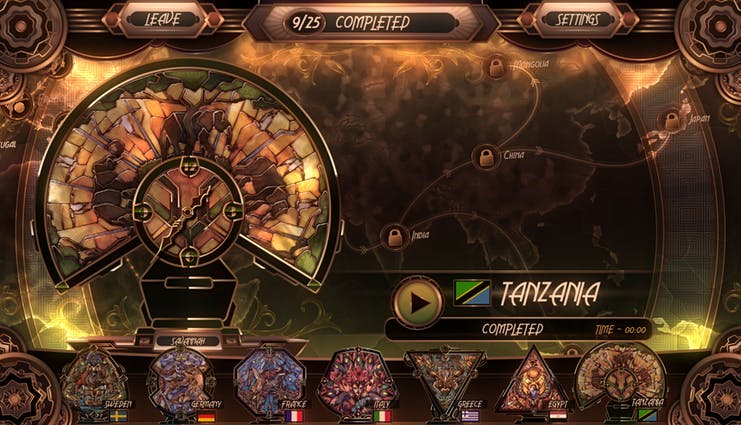 LEAVE
9/25 COMPLETED
SETTINGS
MONGOLIA
JAPAN
UGAL
CHINA
INDIA
TANZANIA
COMPLETED
TIME - 00:00
SAVANNAH
SWEDEN
GERMANY
FRANCE
ITALY
GREECE
EGYPT
TANZANIA